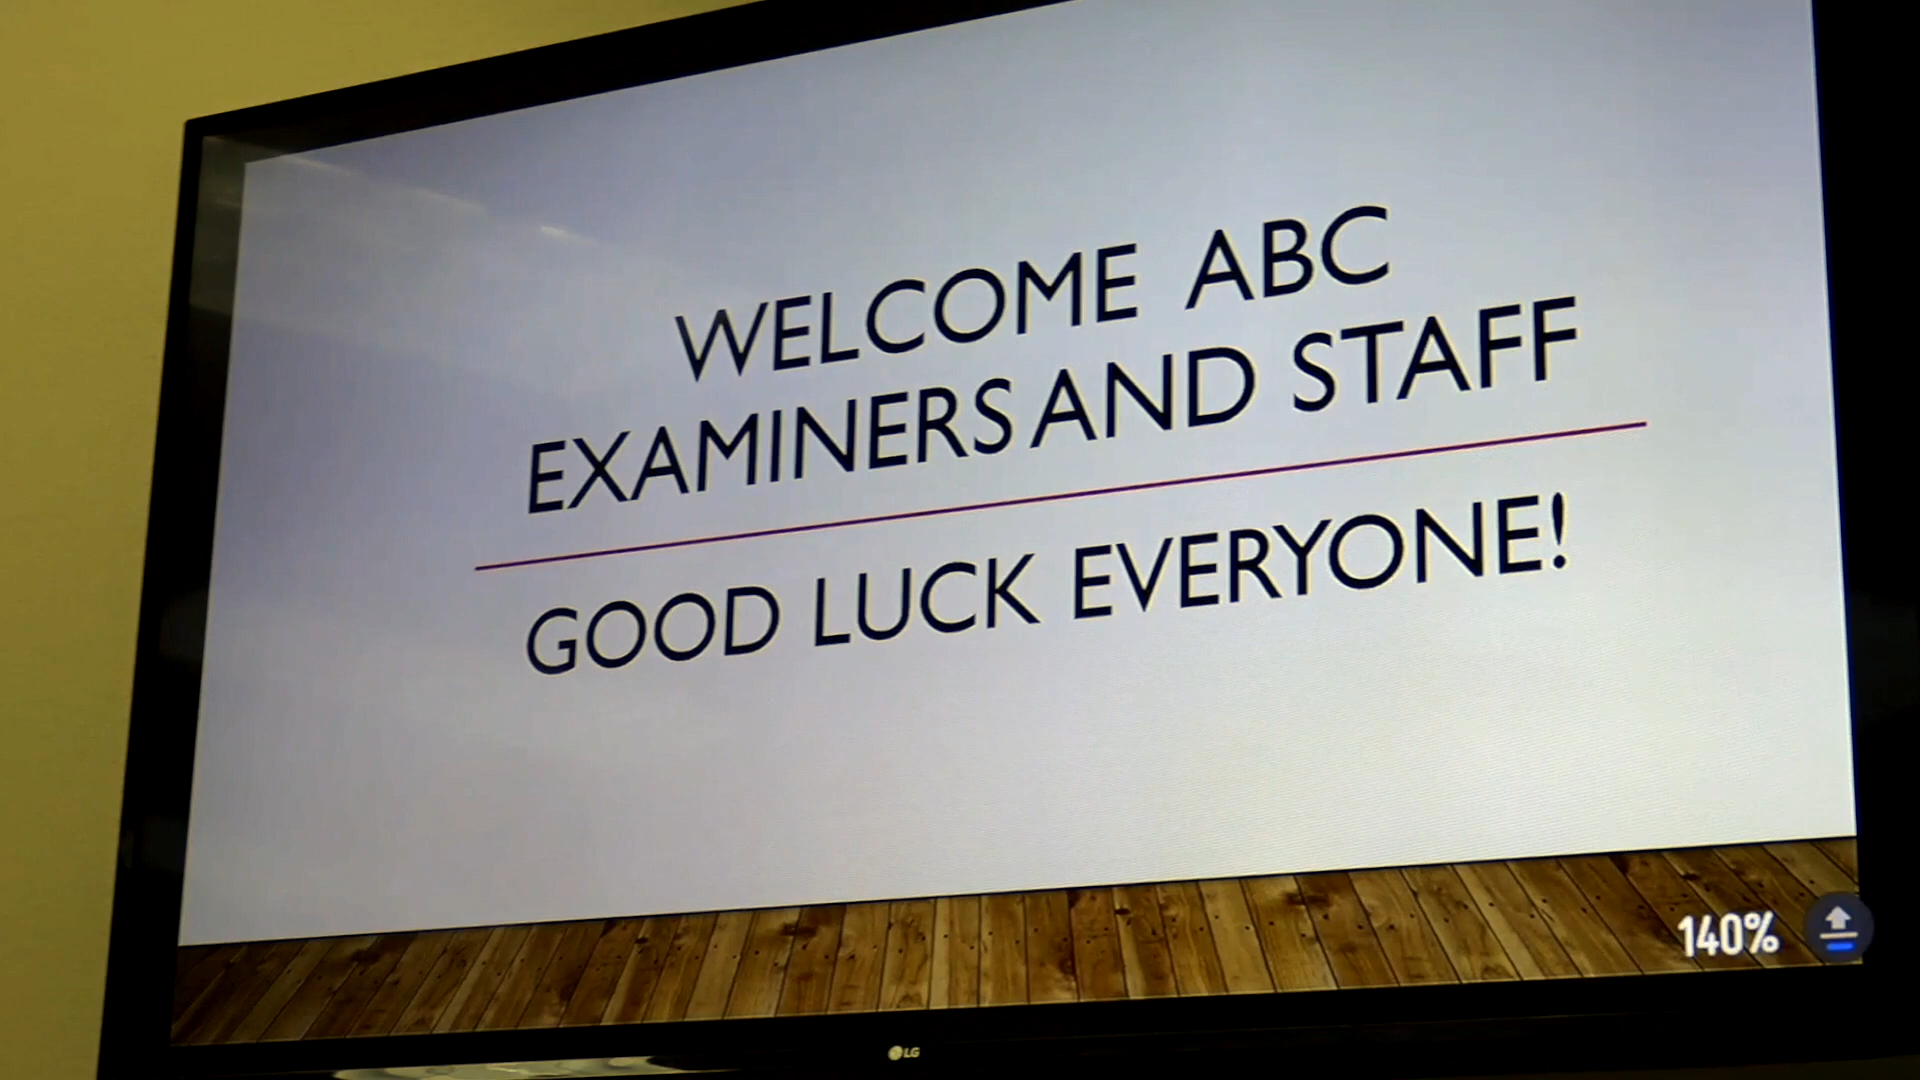 WELCOME ABC
EXAMINERS AND STAFF
GOOD LUCK EVERYONE!
140%
LG